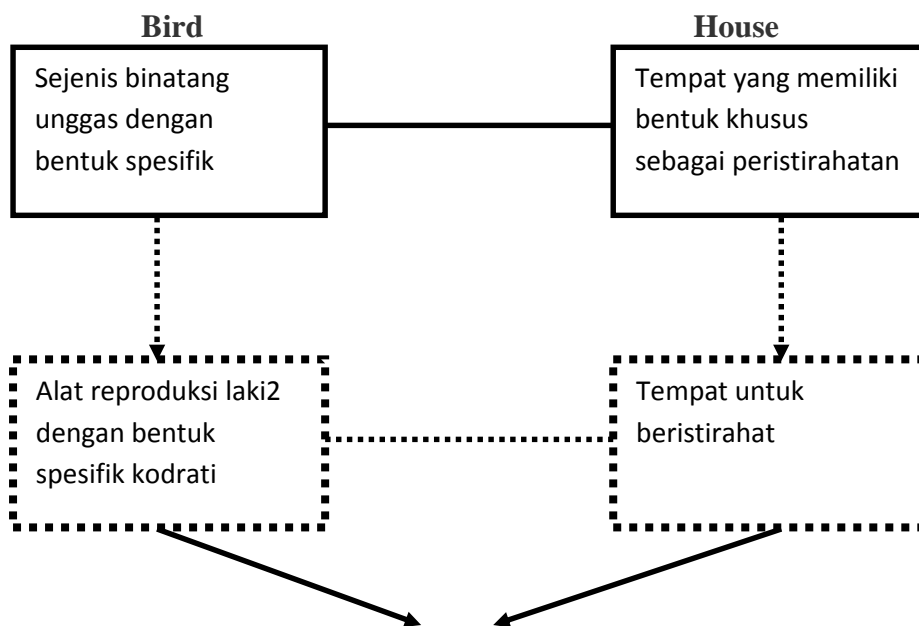 Bird
House
Sejenis binatang
unggas dengan
bentuk spesifik
Tempat yang memiliki
bentuk khusus
sebagai peristirahatan
Alat reproduksi laki2
dengan bentuk
spesifik kodrati
Tempat untuk
beristirahat